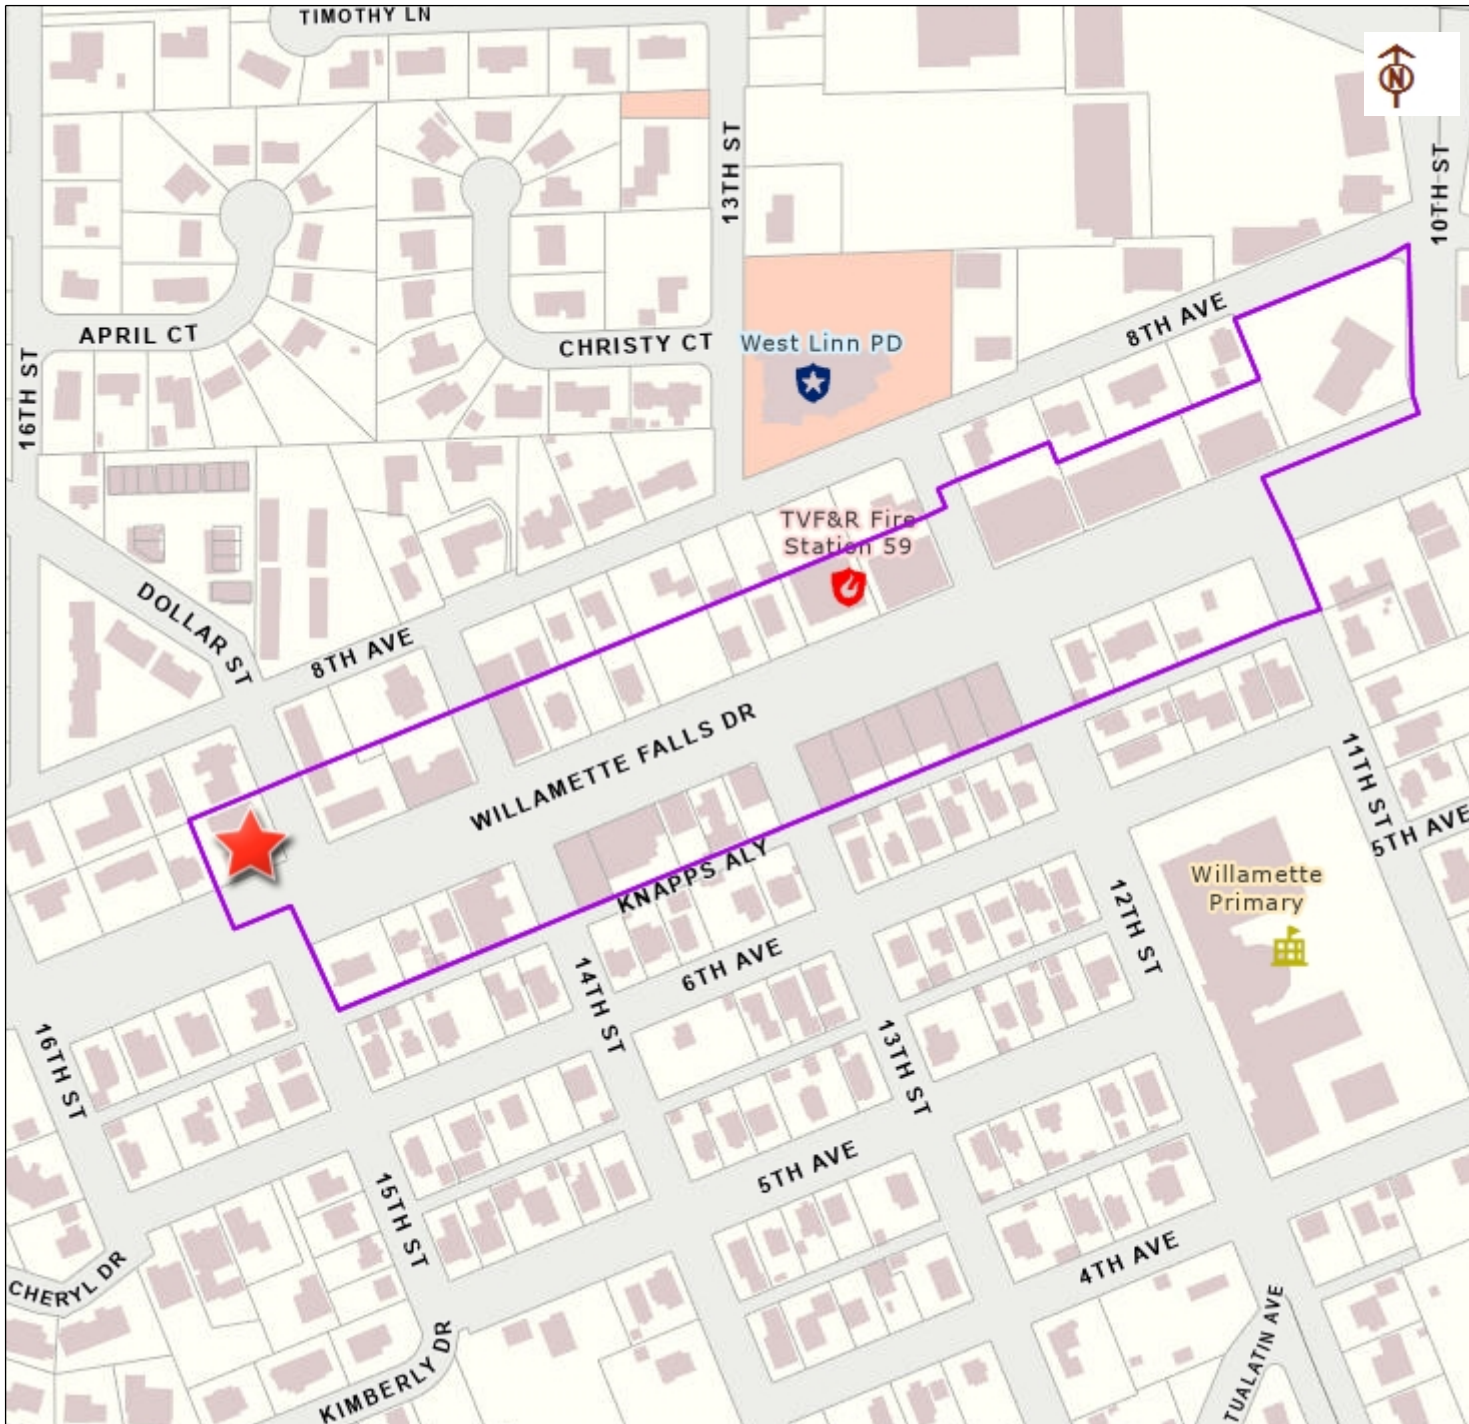 TIMOTHY LN
N
13TH ST
10TH ST
APRIL CT
CHRISTY CT
West Linn PD
8TH AVE
16TH ST
TVF&R Fire
Station 59
DOLLAR ST
8TH AVE
WILLAMETTE FALLS DR
11TH ST
5TH AVE
KNAPPS ALY
Willamette
Primary
12TH ST
6TH AVE
14TH ST
16TH ST
13TH ST
5TH AVE
15TH ST
4TH AVE
CHERYL DR
TUALATIN AVE
KIMBERLY DR